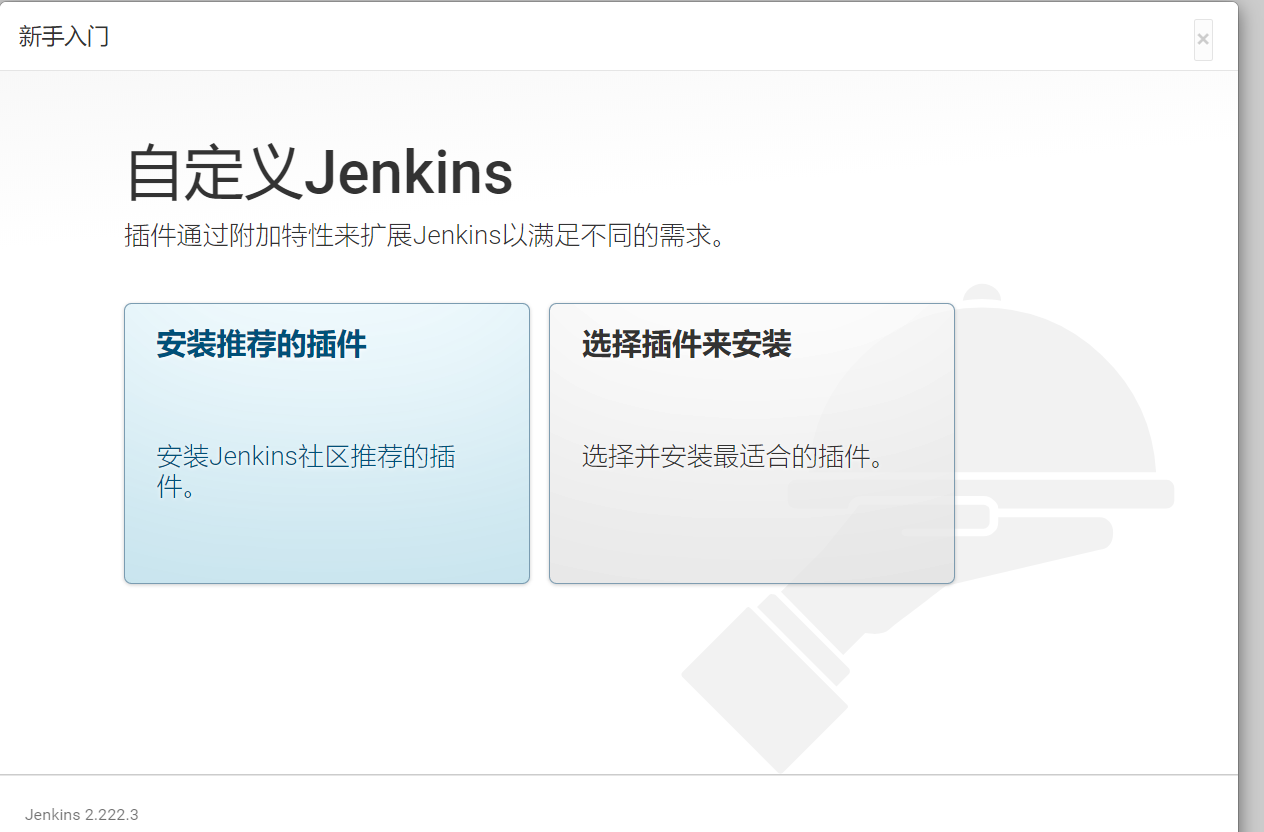 新手入门
×
自定义Jenkins
插件通过附加特性来扩展Jenkins以满足不同的需求。
安装推荐的插件
安装Jenkins社区推荐的插
件。
选择插件来安装
选择并安装最适合的插件。
Jenkins 2.222.3